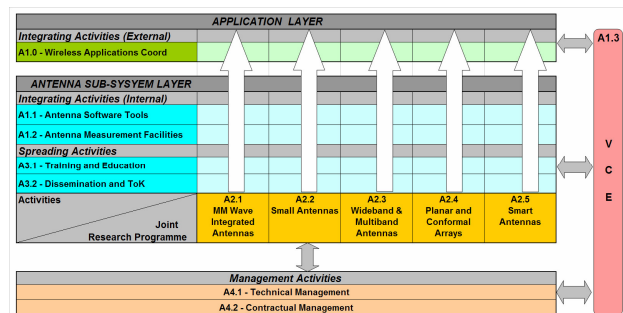 APPLICATION LAYER
Integrating Activities (External)
A1.0 - Wireless Applications Coord
A1.3
ANTENNA SUB-SYSYEM LAYER
Integrating Activities (Internal)
A1.1 - Antenna Software Tools
A1.2 - Antenna Measurement Facilities
Spreading Activities
A3.1 - Training and Education
A3.2 - Dissemination and ToK
V
C
E
Activities
Joint
Research Programme
A2.1
MM Wave
Integrated
Antennas
A2.2
Small Antennas
A2.3
Wideband &
Multiband
Antennas
A2.4
Planar and
Conformal
Arrays
A2.5
Smart
Antennas
Management Activities
A4.1 - Technical Management
A4.2 - Contractual Management